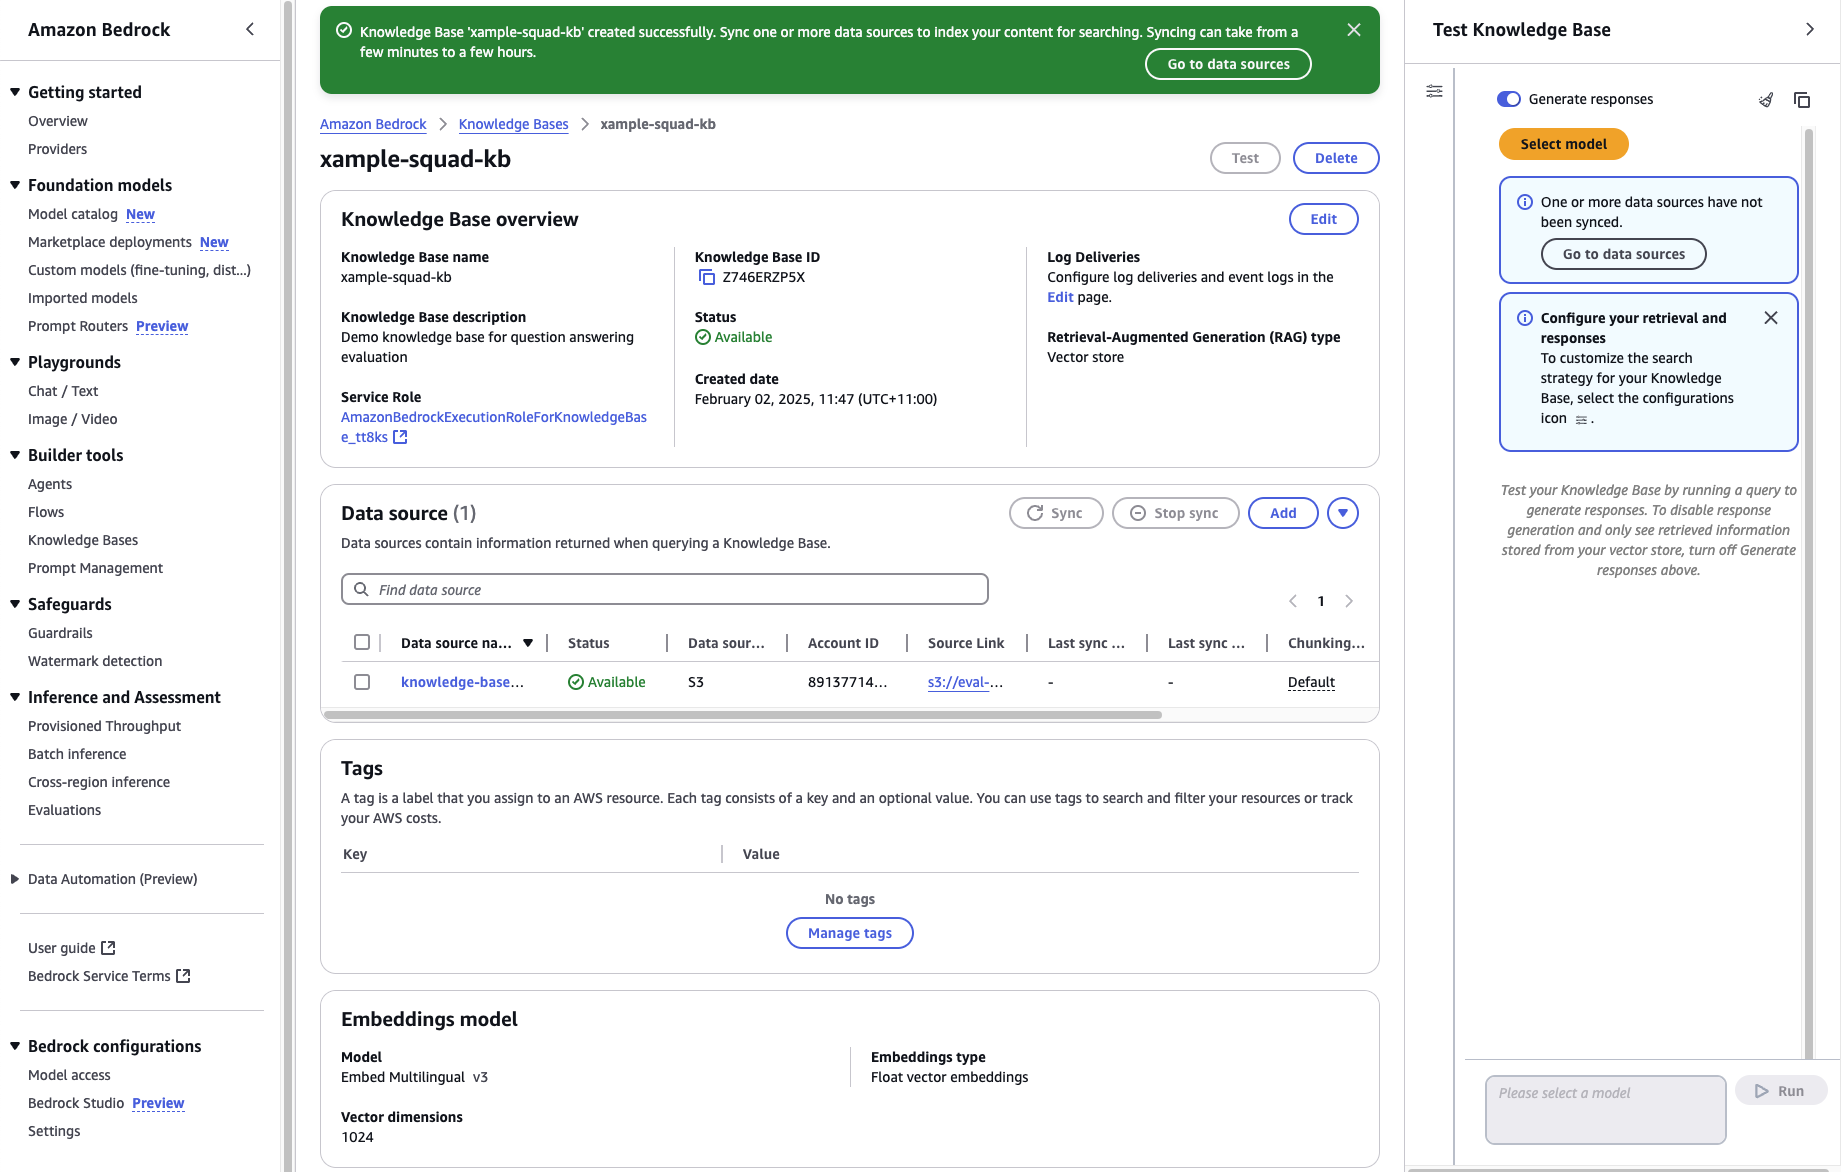 Amazon Bedrock
Getting started
Overview
Providers
Foundation models
Model catalog New
Marketplace deployments New
Custom models (fine-tuning, dist...)
Imported models
Prompt Routers Preview
Playgrounds
Chat / Text
Image / Video
Builder tools
Agents
Flows
Knowledge Bases
Prompt Management
Safeguards
Guardrails
Watermark detection
Inference and Assessment
Provisioned Throughput
Batch inference
Cross-region inference
Evaluations
Data Automation (Preview)
User guide
Bedrock Service Terms
Bedrock configurations
Model access
Bedrock Studio Preview
Settings
Knowledge Base 'xample-squad-kb' created successfully. Sync one or more data sources to index your content for searching. Syncing can take from a
few minutes to a few hours.
Go to data sources
Amazon Bedrock > Knowledge Bases > xample-squad-kb
xample-squad-kb
Test
Delete
Knowledge Base overview
Edit
Knowledge Base name
xample-squad-kb
Knowledge Base description
Demo knowledge base for question answering
evaluation
Service Role
AmazonBedrockExecutionRoleForKnowledgeBas
e_tt8ks
Knowledge Base ID
Z746ERZP5X
Status
Available
Created date
February 02, 2025, 11:47 (UTC+11:00)
Log Deliveries
Configure log deliveries and event logs in the
Edit page.
Retrieval-Augmented Generation (RAG) type
Vector store
Data source (1)
Sync
Stop sync
Add
Data sources contain information returned when querying a Knowledge Base.
Find data source
1
Data source na... Status Data sour... Account ID Source Link Last sync ... Last sync ... Chunking...
knowledge-base... Available S3 89137714... s3://eval-... - - Default
Tags
A tag is a label that you assign to an AWS resource. Each tag consists of a key and an optional value. You can use tags to search and filter your resources or track
your AWS costs.
Key Value
No tags
Manage tags
Embeddings model
Model
Embed Multilingual v3
Embeddings type
Float vector embeddings
Vector dimensions
1024
Test Knowledge Base
Generate responses
Select model
One or more data sources have not
been synced.
Go to data sources
Configure your retrieval and
responses
To customize the search
strategy for your Knowledge
Base, select the configurations
icon .
Test your Knowledge Base by running a query to
generate responses. To disable response
generation and only see retrieved information
stored from your vector store, turn off Generate
responses above.
Please select a model
Run